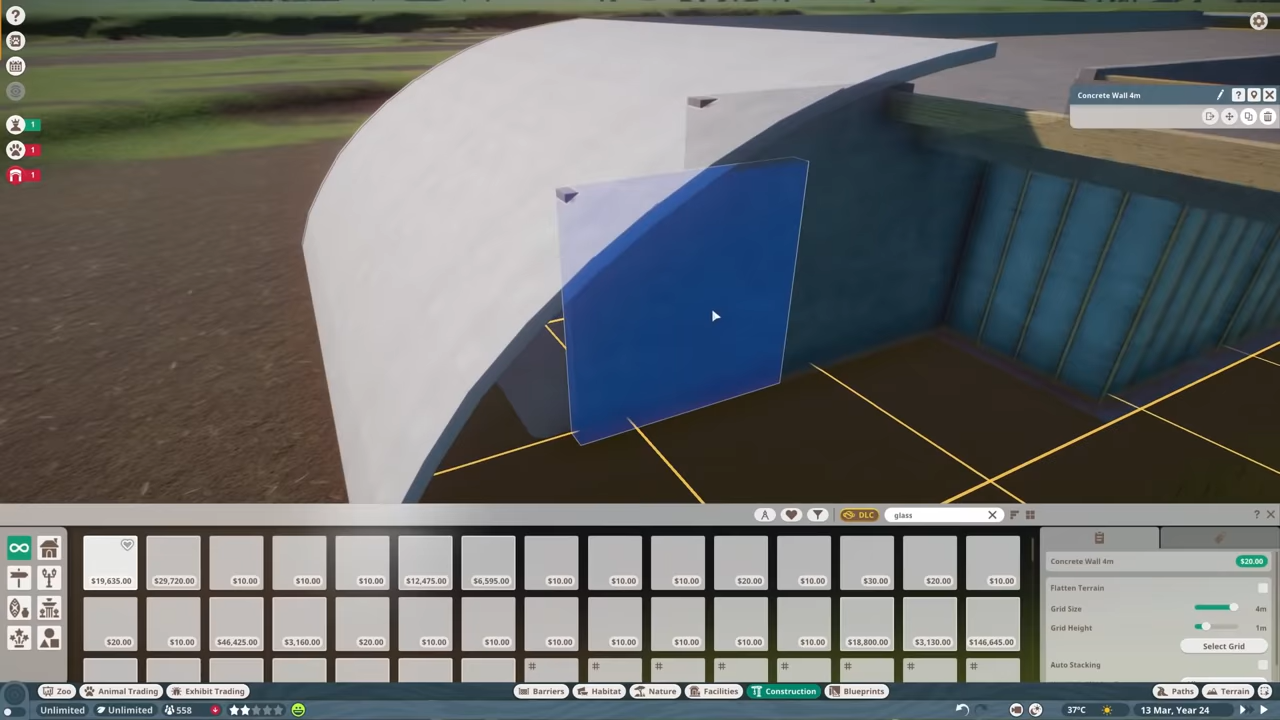 ?
1
1
1
Concrete Wall 4m
?
DLC
glass
?
$19,635.00 $29,720.00 $10.00 $10.00 $10.00 $12,475.00 $6,595.00 $10.00 $10.00 $10.00 $20.00 $10.00 $30.00 $20.00 $10.00
$20.00 $10.00 $46,425.00 $3,160.00 $20.00 $10.00 $10.00 $10.00 $10.00 $10.00 $10.00 $10.00 $18,800.00 $3,130.00 $146,645.00
# # # # # # # #
Concrete Wall 4m $20.00
Flatten Terrain
Grid Size 4m
Grid Height 1m
Select Grid
Auto Stacking
Zoo Animal Trading Exhibit Trading Barriers Habitat Nature Facilities Construction Blueprints Paths Terrain
Unlimited Unlimited 558 37°C 13 Mar, Year 24